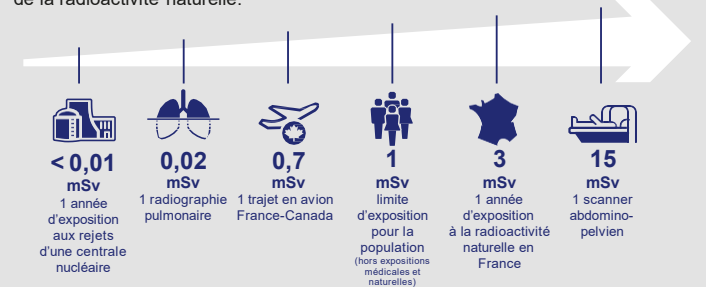 de la radioactivité naturelle.
< 0,01
mSv
1 année
d'exposition
aux rejets
d'une centrale
nucléaire
0,02
mSv
1 radiographie
pulmonaire
0,7
mSv
1 trajet en avion
France-Canada
1
mSv
limite
d'exposition
pour la
population
(hors expositions
médicales et
naturelles)
3
mSv
1 année
d'exposition
à la radioactivité
naturelle en
France
15
mSv
1 scanner
abdomino-
pelvien